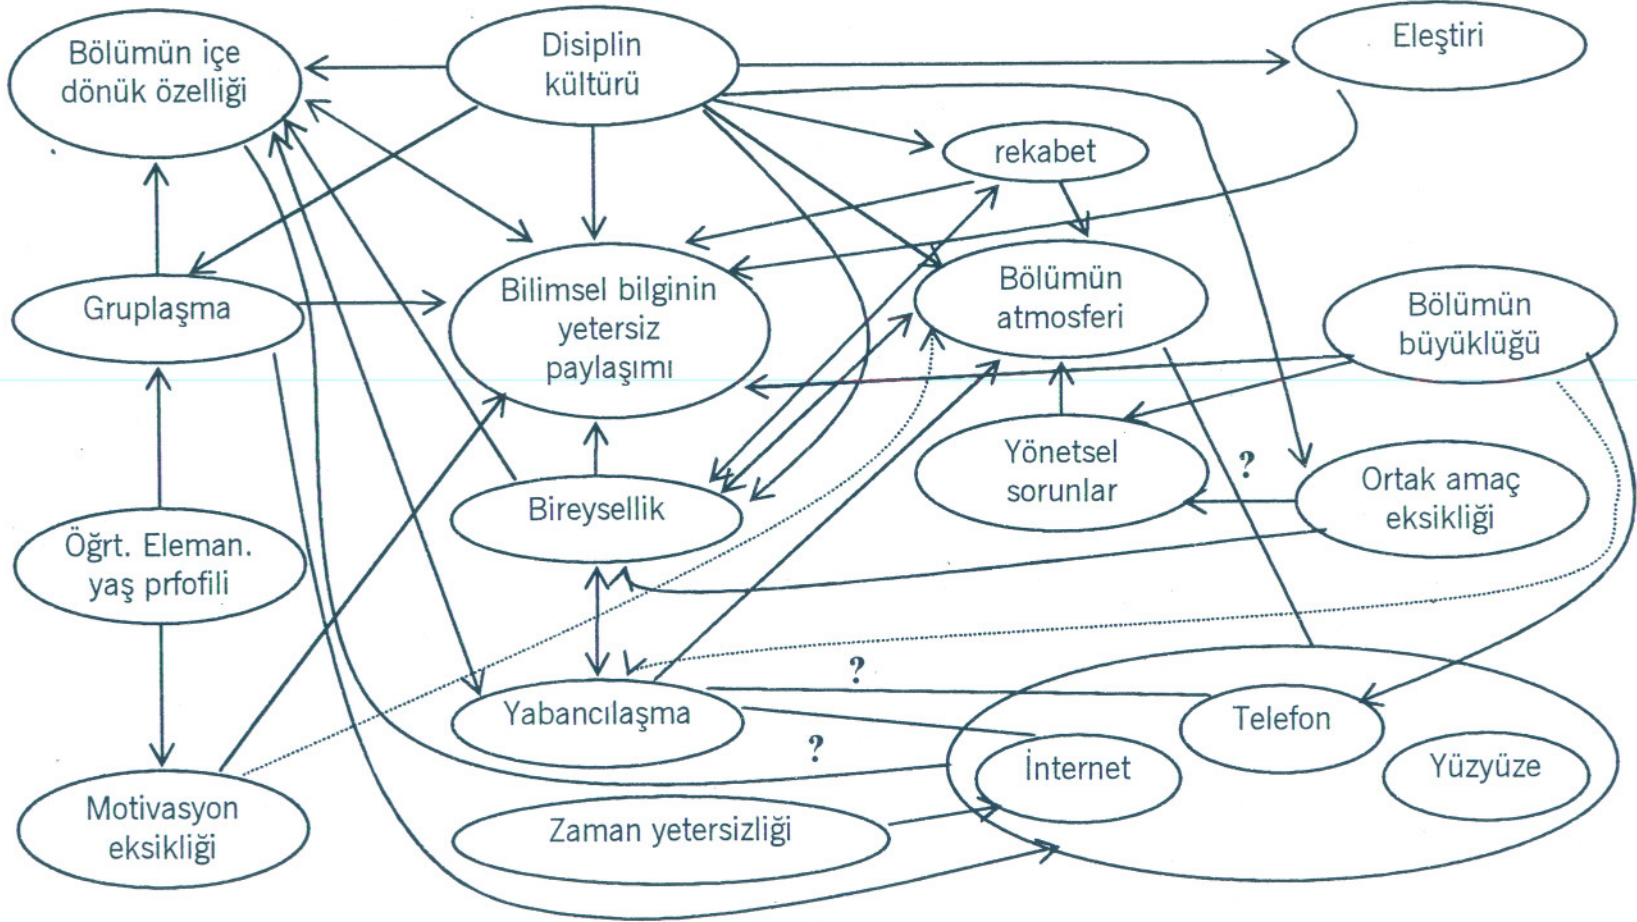 Bölümün içe
dönük özelliği
Disiplin
kültürü
Eleştiri
rekabet
Gruplaşma
Bilimsel bilginin
yetersiz
paylaşımı
Bölümün
atmosferi
Bölümün
büyüklüğü
Yönetsel
sorunlar
?
Ortak amaç
eksikliği
Bireysellik
Öğrt. Eleman.
yaş prfofili
?
Yabancılaşma
Telefon
?
İnternet
Yüzyüze
Motivasyon
eksikliği
Zaman yetersizliği